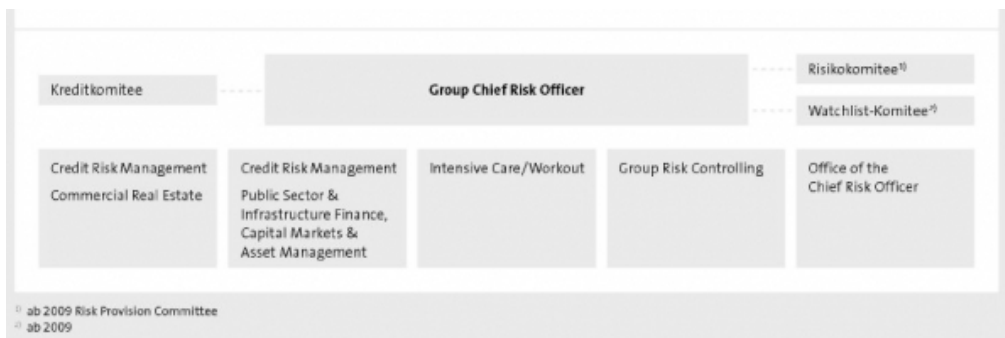 Kreditkomitee
Group Chief Risk Officer
Risikokomitee¹⁾
Watchlist-Komitee²⁾
Credit Risk Management
Commercial Real Estate
Credit Risk Management
Public Sector &
Infrastructure Finance,
Capital Markets &
Asset Management
Intensive Care/Workout
Group Risk Controlling
Office of the
Chief Risk Officer
¹⁾ ab 2009 Risk Provision Committee
²⁾ ab 2009